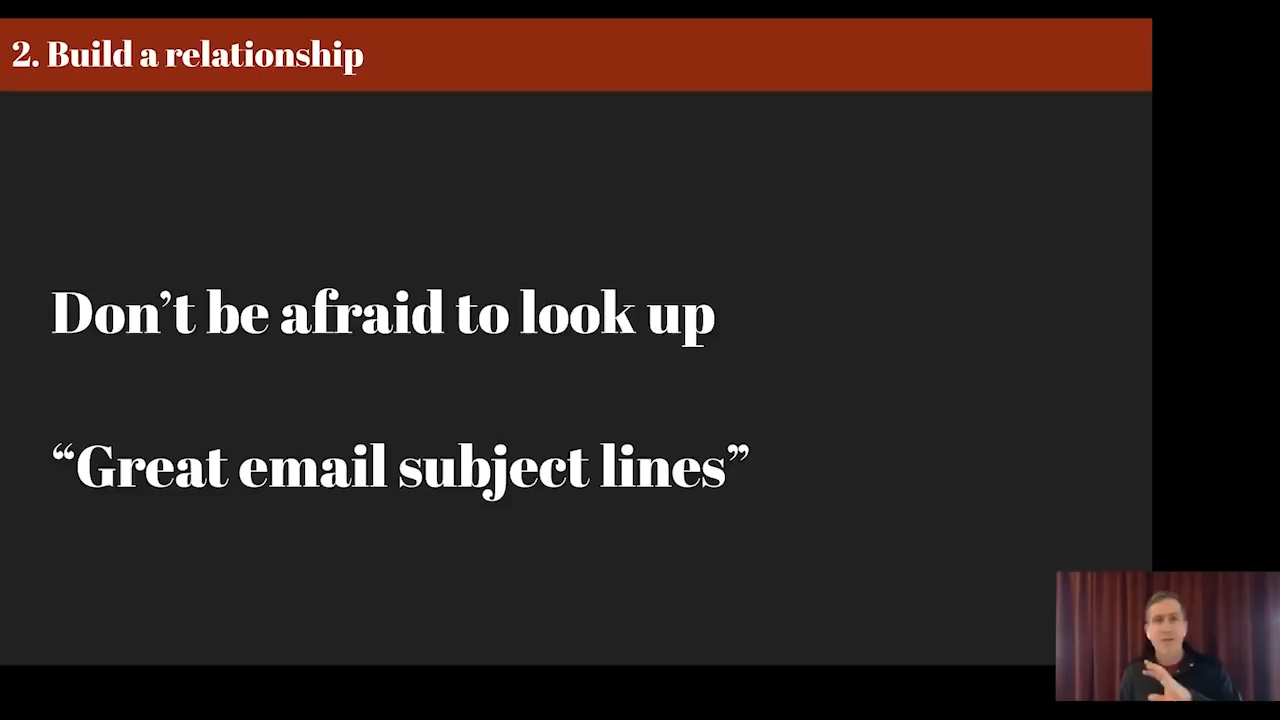 2. Build a relationship
Don’t be afraid to look up
“Great email subject lines”